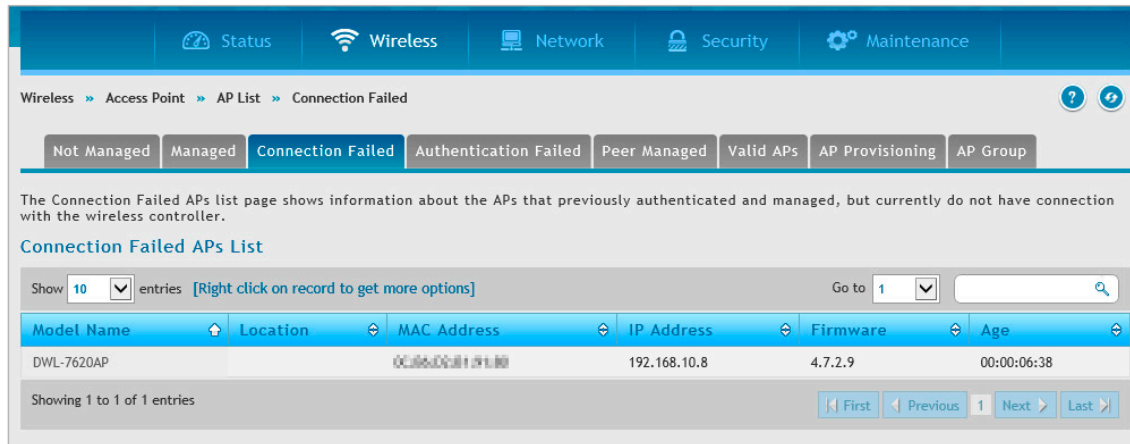 Status Wireless Network Security Maintenance
Wireless » Access Point » AP List » Connection Failed
Not Managed Managed Connection Failed Authentication Failed Peer Managed Valid APs AP Provisioning AP Group
The Connection Failed APs list page shows information about the APs that previously authenticated and managed, but currently do not have connection
with the wireless controller.
Connection Failed APs List
Show 10 entries [Right click on record to get more options] Go to 1
Model Name Location MAC Address IP Address Firmware Age
DWL-7620AP 192.168.10.8 4.7.2.9 00:00:06:38
Showing 1 to 1 of 1 entries First Previous 1 Next Last